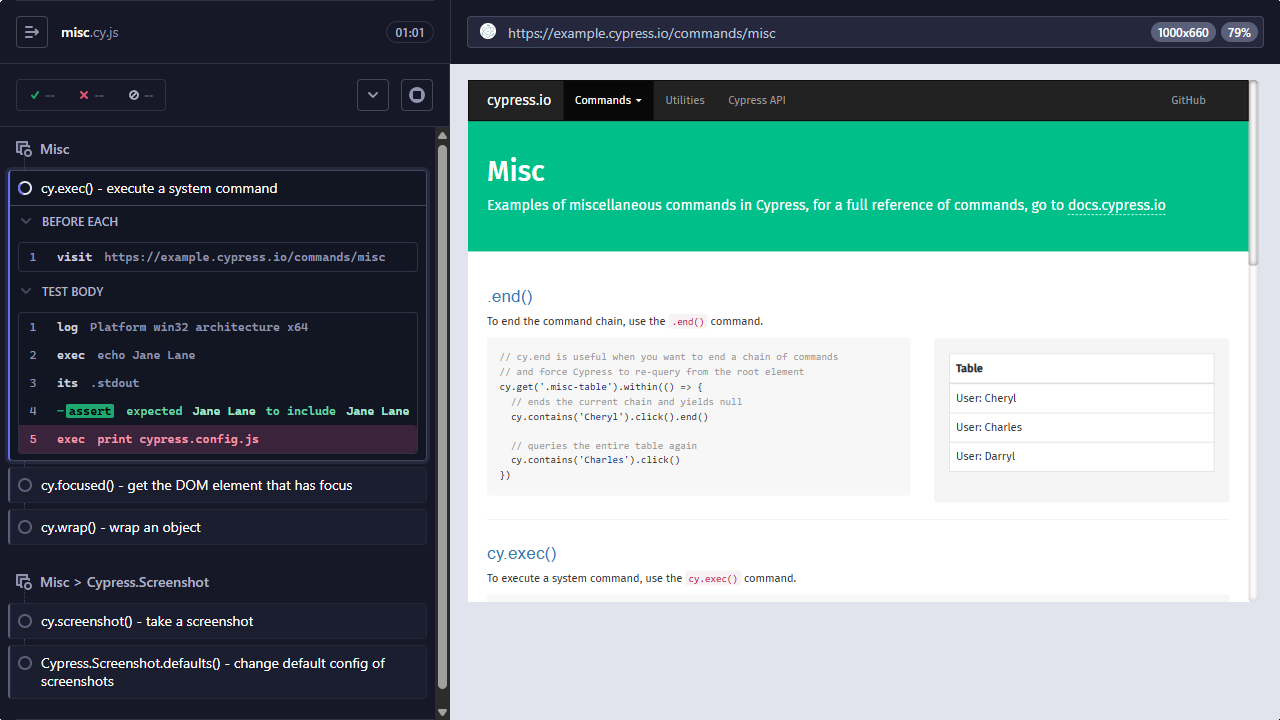 misc.cy.js
01:01
--
--
--
Misc
cy.exec() - execute a system command
BEFORE EACH
1 visit https://example.cypress.io/commands/misc
TEST BODY
1 log Platform win32 architecture x64
2 exec echo Jane Lane
3 its .stdout
4 -assert expected Jane Lane to include Jane Lane
5 exec print cypress.config.js
cy.focused() - get the DOM element that has focus
cy.wrap() - wrap an object
Misc > Cypress.Screenshot
cy.screenshot() - take a screenshot
Cypress.Screenshot.defaults() - change default config of
screenshots
https://example.cypress.io/commands/misc
1000x660
79%
cypress.io Commands Utilities Cypress API GitHub
Misc
Examples of miscellaneous commands in Cypress, for a full reference of commands, go to docs.cypress.io
.end()
To end the command chain, use the .end() command.
// cy.end is useful when you want to end a chain of commands
// and force Cypress to re-query from the root element
cy.get('.misc-table').within(() => {
// ends the current chain and yields null
cy.contains('Cheryl').click().end()
// queries the entire table again
cy.contains('Charles').click()
})
Table
User: Cheryl
User: Charles
User: Darryl
cy.exec()
To execute a system command, use the cy.exec() command.